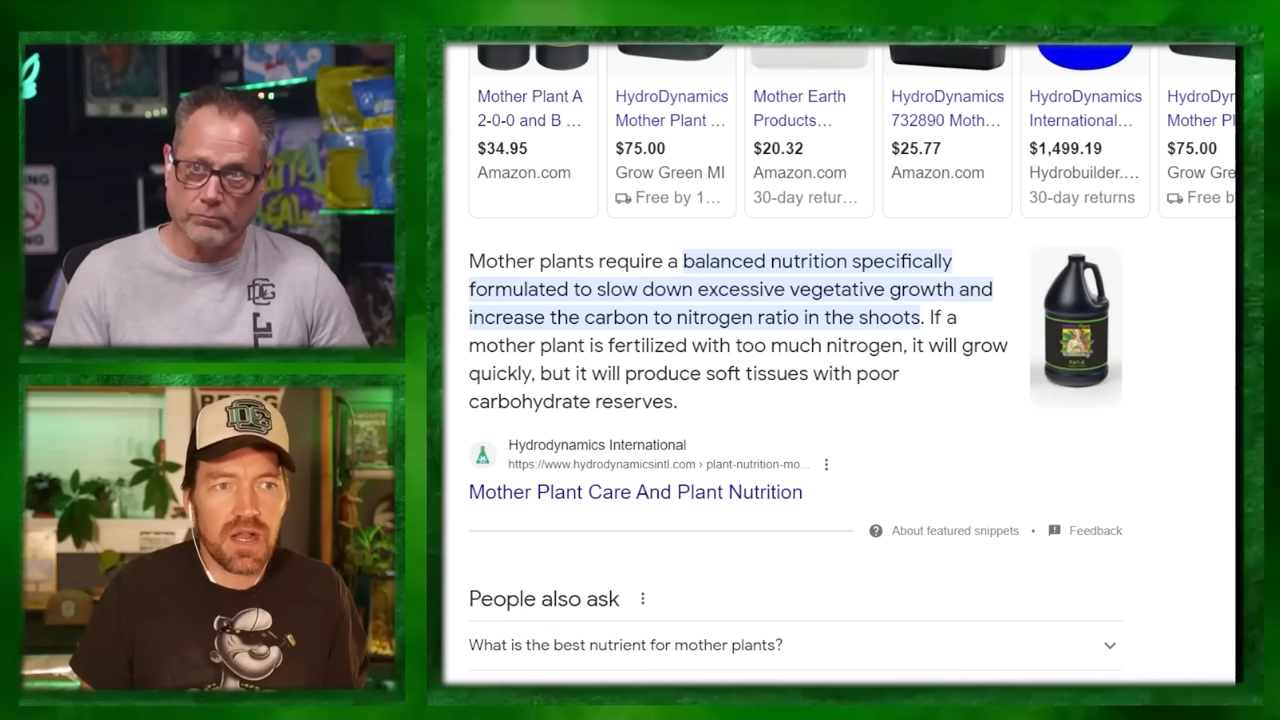 Mother Plant A
2-0-0 and B ...
$34.95
Amazon.com
HydroDynamics
Mother Plant ...
$75.00
Grow Green MI
Free by 1...
Mother Earth
Products...
$20.32
Amazon.com
30-day retur...
HydroDynamics
732890 Moth...
$25.77
Amazon.com
HydroDynamics
International...
$1,499.19
Hydrobuilder....
30-day returns
HydroDyr
Mother Pl
$75.00
Grow Gre
Free b
Mother plants require a balanced nutrition specifically
formulated to slow down excessive vegetative growth and
increase the carbon to nitrogen ratio in the shoots. If a
mother plant is fertilized with too much nitrogen, it will grow
quickly, but it will produce soft tissues with poor
carbohydrate reserves.
Hydrodynamics International
https://www.hydrodynamicsintl.com › plant-nutrition-mo...
Mother Plant Care And Plant Nutrition
About featured snippets • Feedback
People also ask
What is the best nutrient for mother plants?
DCG
DCG